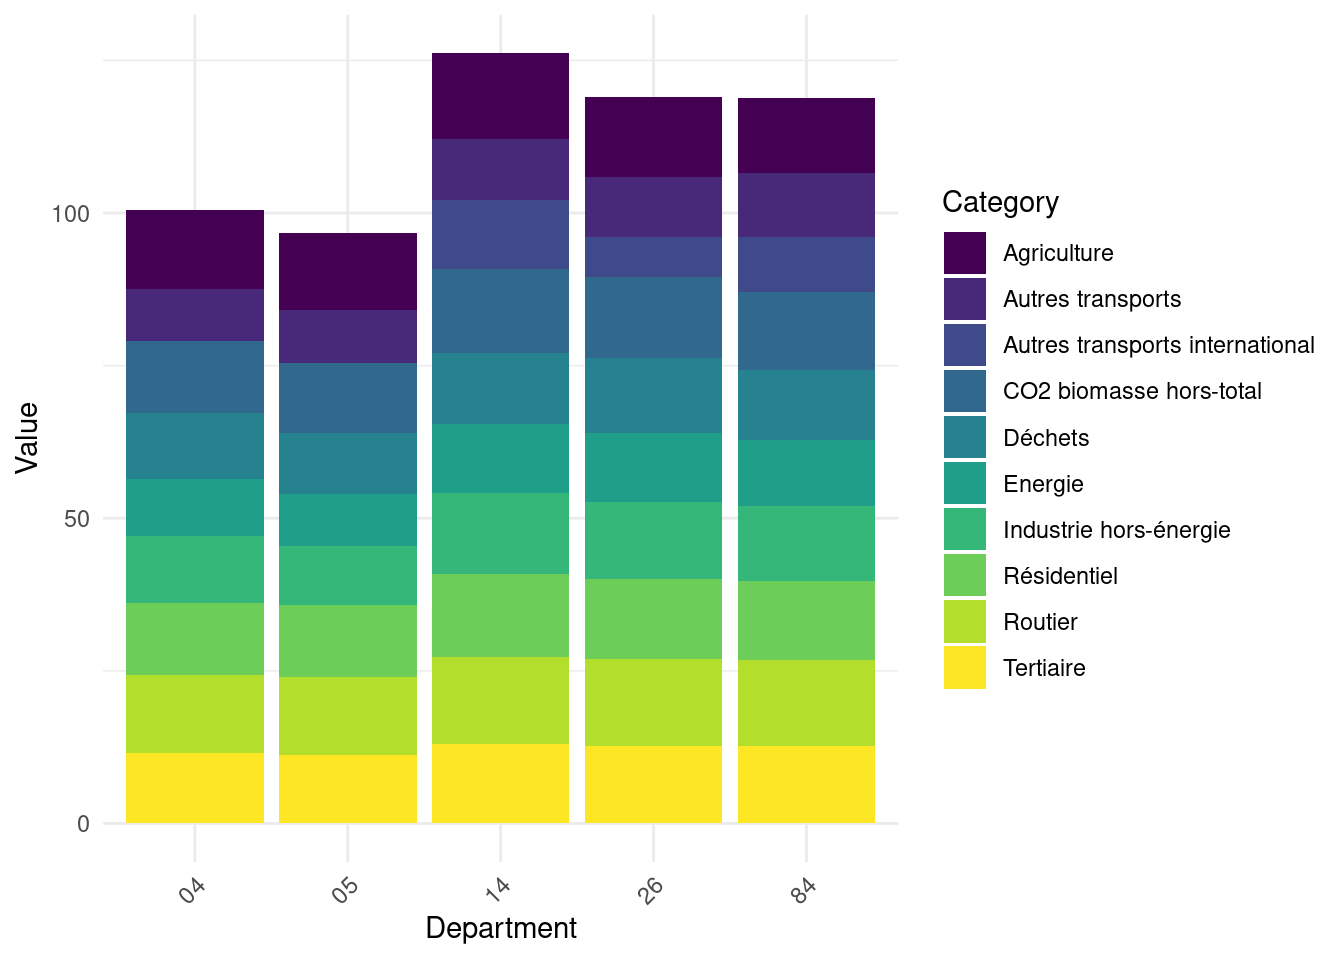 Value
100
50
0
04
05
14
26
84
Department
Category
Agriculture
Autres transports
Autres transports international
CO2 biomasse hors-total
Déchets
Energie
Industrie hors-énergie
Résidentiel
Routier
Tertiaire